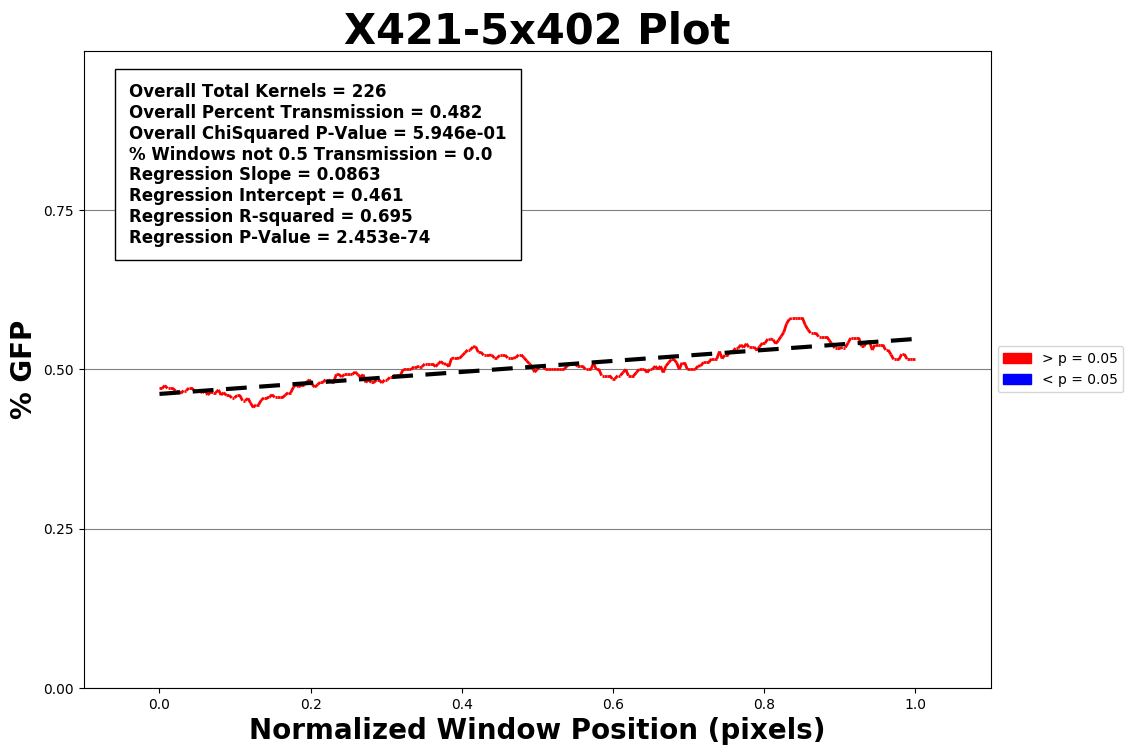 X421-5x402 Plot
Overall Total Kernels = 226
Overall Percent Transmission = 0.482
Overall ChiSquared P-Value = 5.946e-01
% Windows not 0.5 Transmission = 0.0
Regression Slope = 0.0863
Regression Intercept = 0.461
Regression R-squared = 0.695
Regression P-Value = 2.453e-74
% GFP
0.75
0.50
0.25
0.00
> p = 0.05
< p = 0.05
0.0 0.2 0.4 0.6 0.8 1.0
Normalized Window Position (pixels)